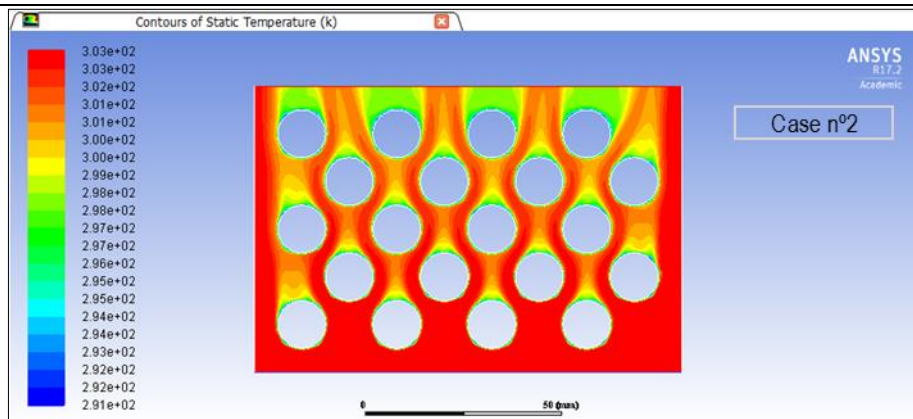 Contours of Static Temperature (k)
3.03e+02
3.03e+02
3.02e+02
3.01e+02
3.01e+02
3.00e+02
3.00e+02
2.99e+02
2.98e+02
2.98e+02
2.97e+02
2.97e+02
2.96e+02
2.95e+02
2.95e+02
2.94e+02
2.94e+02
2.93e+02
2.92e+02
2.92e+02
2.91e+02
ANSYS
R17.2
Academic
Case nº2
0
50 (mm)